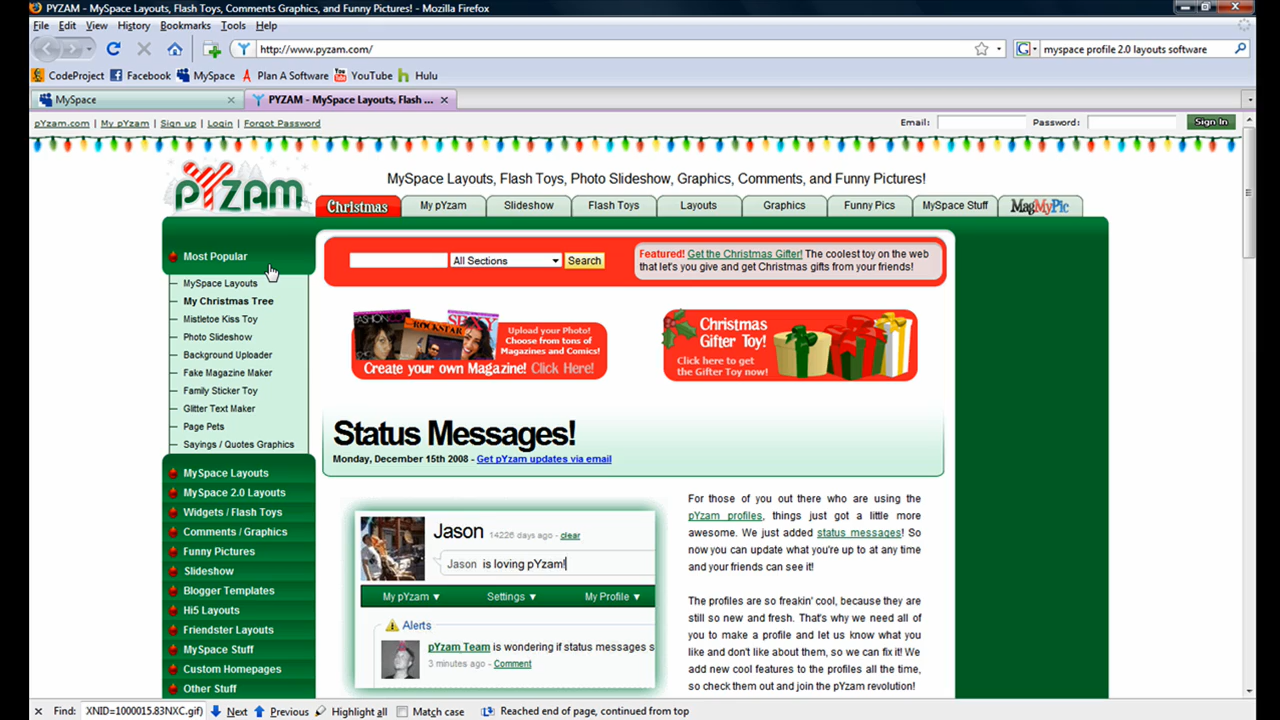 PYZAM - MySpace Layouts, Flash Toys, Comments Graphics, and Funny Pictures! - Mozilla Firefox
File Edit View History Bookmarks Tools Help
http://www.pyzam.com/
myspace profile 2.0 layouts software
CodeProject Facebook MySpace Plan A Software YouTube Hulu
MySpace
PYZAM - MySpace Layouts, Flash ...
pYzam.com | My pYzam | Sign up | Login | Forgot Password
Email: Password: Sign In
PYZAM
MySpace Layouts, Flash Toys, Photo Slideshow, Graphics, Comments, and Funny Pictures!
Christmas My pYzam Slideshow Flash Toys Layouts Graphics Funny Pics MySpace Stuff MagMyPic
Most Popular
MySpace Layouts
My Christmas Tree
Mistletoe Kiss Toy
Photo Slideshow
Background Uploader
Fake Magazine Maker
Family Sticker Toy
Glitter Text Maker
Page Pets
Sayings / Quotes Graphics
MySpace Layouts
MySpace 2.0 Layouts
Widgets / Flash Toys
Comments / Graphics
Funny Pictures
Slideshow
Blogger Templates
Hi5 Layouts
Friendster Layouts
MySpace Stuff
Custom Homepages
Other Stuff
All Sections Search
Featured! Get the Christmas Gifter! The coolest toy on the web
that let's you give and get Christmas gifts from your friends!
FASHION
ROCKSTAR
SEXY
Upload your Photo!
Choose from tons of
Magazines and Comics!
Create your own Magazine! Click Here!
Christmas
Gifter Toy!
Click here to get
the Gifter Toy now!
Status Messages!
Monday, December 15th 2008 - Get pYzam updates via email
Jason 14226 days ago - clear
Jason is loving pYzam!
My pYzam ▼ Settings ▼ My Profile ▼
Alerts
pYzam Team is wondering if status messages s
3 minutes ago - Comment
For those of you out there who are using the
pYzam profiles, things just got a little more
awesome. We just added status messages! So
now you can update what you're up to at any time
and your friends can see it!
The profiles are so freakin' cool, because they are
still so new and fresh. That's why we need all of
you to make a profile and let us know what you
like and don't like about them, so we can fix it! We
add new cool features to the profiles all the time,
so check them out and join the pYzam revolution!
Find: XNID=1000015.83NXC.gif) Next Previous Highlight all Match case Reached end of page, continued from top